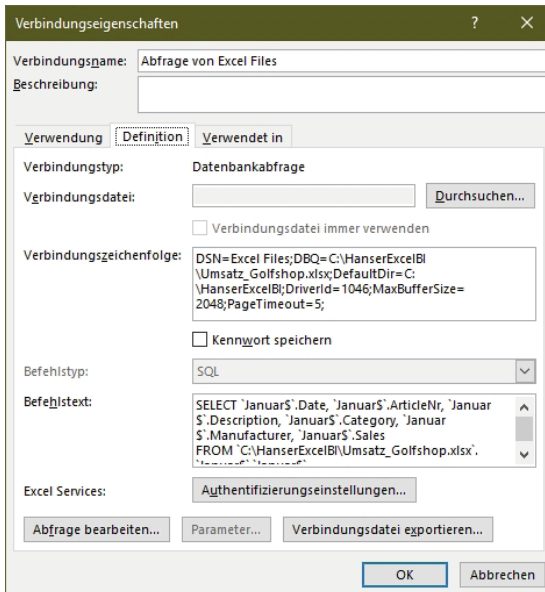 Verbindungseigenschaften ? ×
Verbindungsname: Abfrage von Excel Files
Beschreibung:
Verwendung Definition Verwendet in
Verbindungstyp: Datenbankabfrage
Verbindungsdatei: Durchsuchen...
Verbindungsdatei immer verwenden
Verbindungszeichenfolge: DSN=Excel Files;DBQ=C:\HanserExcelBI
\Umsatz_Golfshop.xlsx;DefaultDir=C:
\HanserExcelBI;DriverId=1046;MaxBufferSize=
2048;PageTimeout=5;
Kennwort speichern
Befehlstyp: SQL
Befehlstext: SELECT `Januar$`.Date, `Januar$`.ArticleNr, `Januar
$`.Description, `Januar$`.Category, `Januar
$`.Manufacturer, `Januar$`.Sales
FROM `C:\HanserExcelBI\Umsatz_Golfshop.xlsx`.
`Januar$` `Januar$`
Excel Services: Authentifizierungseinstellungen...
Abfrage bearbeiten... Parameter... Verbindungsdatei exportieren...
OK Abbrechen